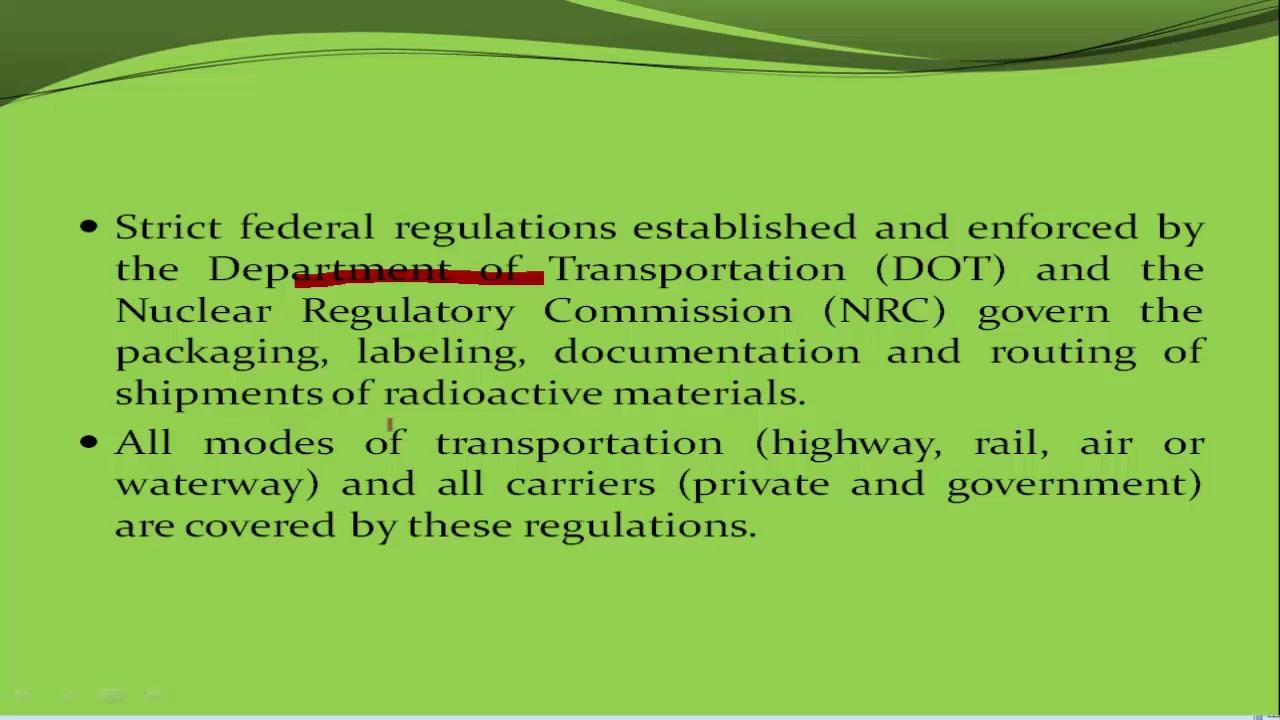 • Strict federal regulations established and enforced by
the Department of Transportation (DOT) and the
Nuclear Regulatory Commission (NRC) govern the
packaging, labeling, documentation and routing of
shipments of radioactive materials.
• All modes of transportation (highway, rail, air or
waterway) and all carriers (private and government)
are covered by these regulations.